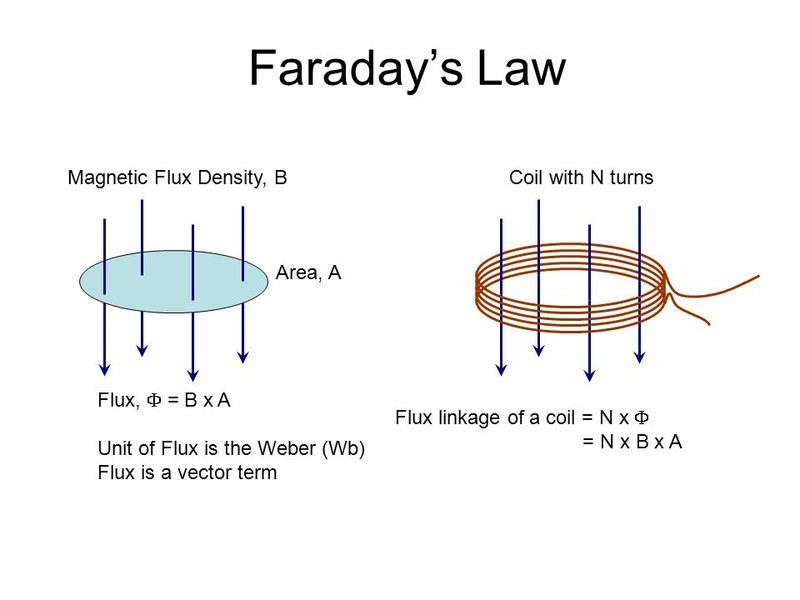 Faraday’s Law
Magnetic Flux Density, B
Area, A
Flux, Φ = B x A
Unit of Flux is the Weber (Wb)
Flux is a vector term
Coil with N turns
Flux linkage of a coil = N x Φ
= N x B x A